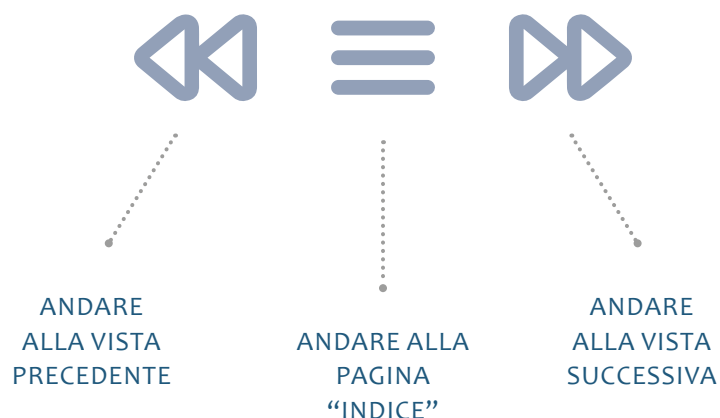 ANDARE
ALLA VISTA
PRECEDENTE
ANDARE ALLA
PAGINA
“INDICE”
ANDARE
ALLA VISTA
SUCCESSIVA